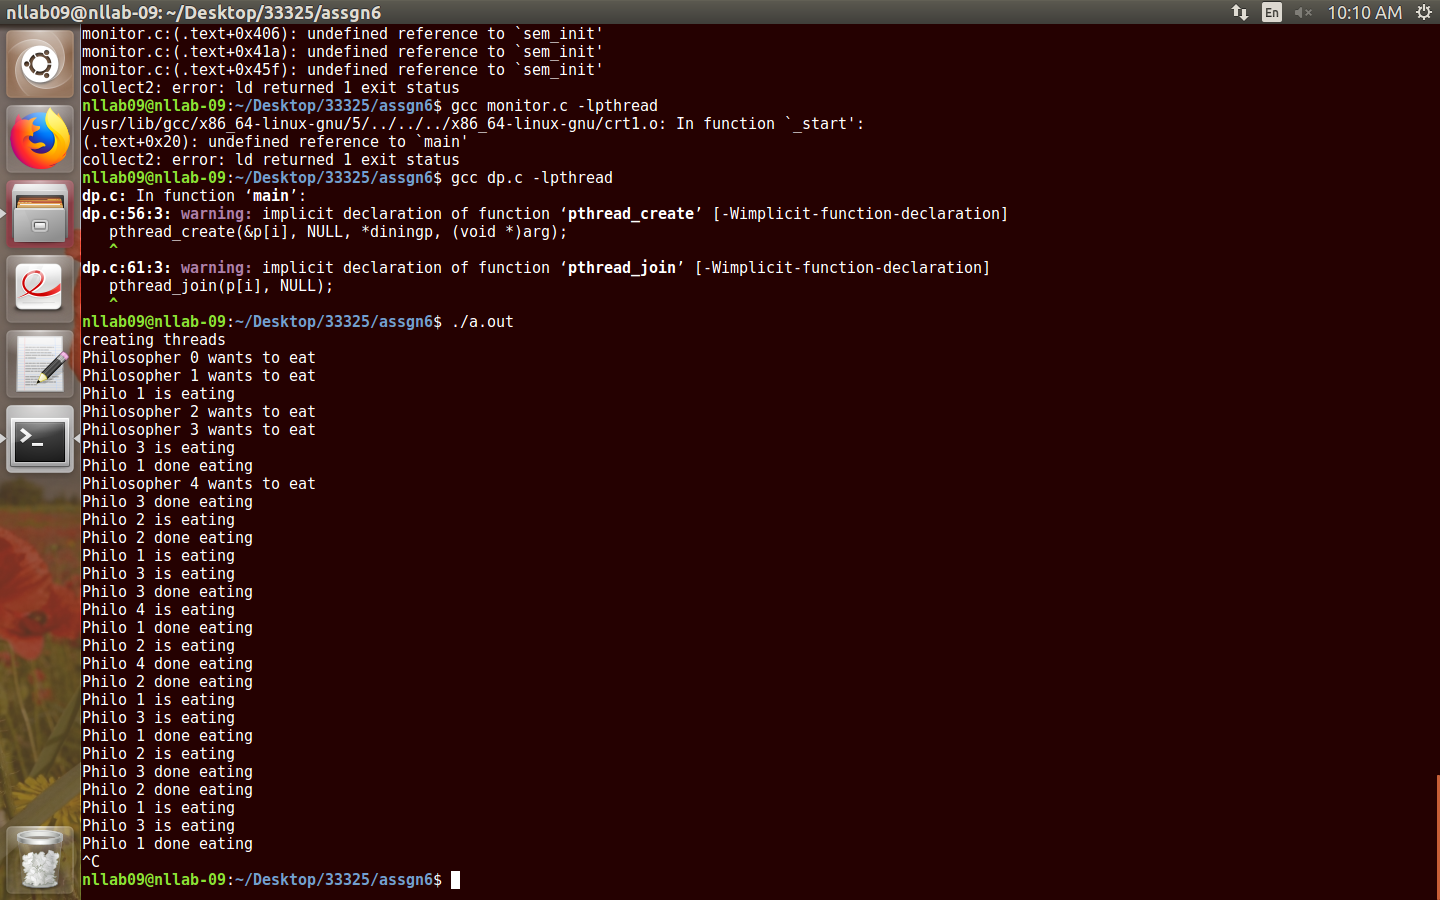 nllab09@nllab-09: ~/Desktop/33325/assgn6
En
10:10 AM
monitor.c:(.text+0x406): undefined reference to `sem_init'
monitor.c:(.text+0x41a): undefined reference to `sem_init'
monitor.c:(.text+0x45f): undefined reference to `sem_init'
collect2: error: ld returned 1 exit status
nllab09@nllab-09:~/Desktop/33325/assgn6$ gcc monitor.c -lpthread
/usr/lib/gcc/x86_64-linux-gnu/5/../../../x86_64-linux-gnu/crt1.o: In function `_start':
(.text+0x20): undefined reference to `main'
collect2: error: ld returned 1 exit status
nllab09@nllab-09:~/Desktop/33325/assgn6$ gcc dp.c -lpthread
dp.c: In function ‘main’:
dp.c:56:3: warning: implicit declaration of function ‘pthread_create’ [-Wimplicit-function-declaration]
   pthread_create(&p[i], NULL, *diningp, (void *)arg);
   ^
dp.c:61:3: warning: implicit declaration of function ‘pthread_join’ [-Wimplicit-function-declaration]
   pthread_join(p[i], NULL);
   ^
nllab09@nllab-09:~/Desktop/33325/assgn6$ ./a.out
creating threads
Philosopher 0 wants to eat
Philosopher 1 wants to eat
Philo 1 is eating
Philosopher 2 wants to eat
Philosopher 3 wants to eat
Philo 3 is eating
Philo 1 done eating
Philosopher 4 wants to eat
Philo 3 done eating
Philo 2 is eating
Philo 2 done eating
Philo 1 is eating
Philo 3 is eating
Philo 3 done eating
Philo 4 is eating
Philo 1 done eating
Philo 2 is eating
Philo 4 done eating
Philo 2 done eating
Philo 1 is eating
Philo 3 is eating
Philo 1 done eating
Philo 2 is eating
Philo 3 done eating
Philo 2 done eating
Philo 1 is eating
Philo 3 is eating
Philo 1 done eating
^C
nllab09@nllab-09:~/Desktop/33325/assgn6$